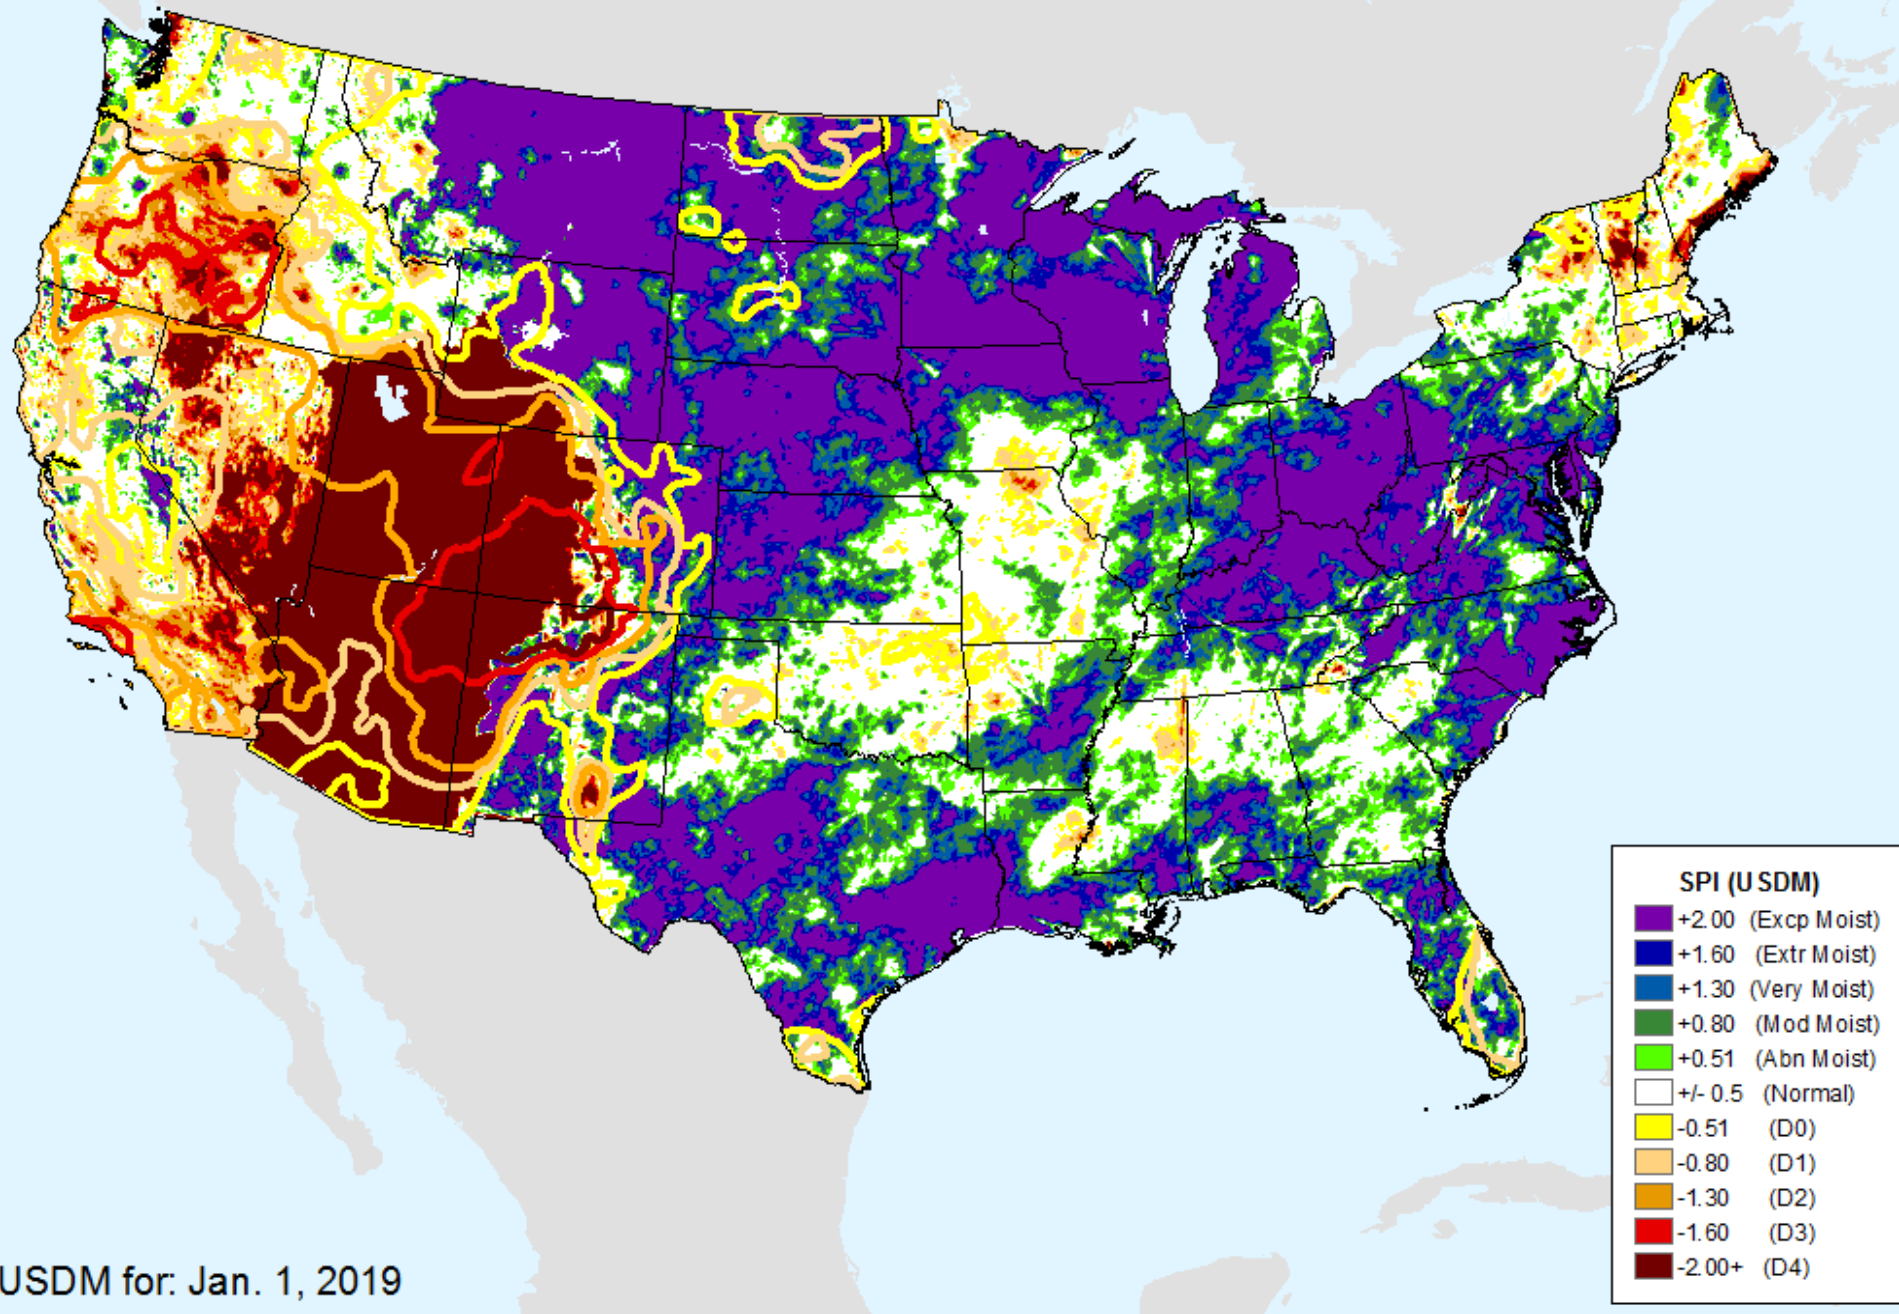 SPI (USDM)
+2.00 (Excp Moist)
+1.60 (Extr Moist)
+1.30 (Very Moist)
+0.80 (Mod Moist)
+0.51 (Abn Moist)
+/- 0.5 (Normal)
-0.51 (D0)
-0.80 (D1)
-1.30 (D2)
-1.60 (D3)
-2.00+ (D4)
USDM for: Jan. 1, 2019